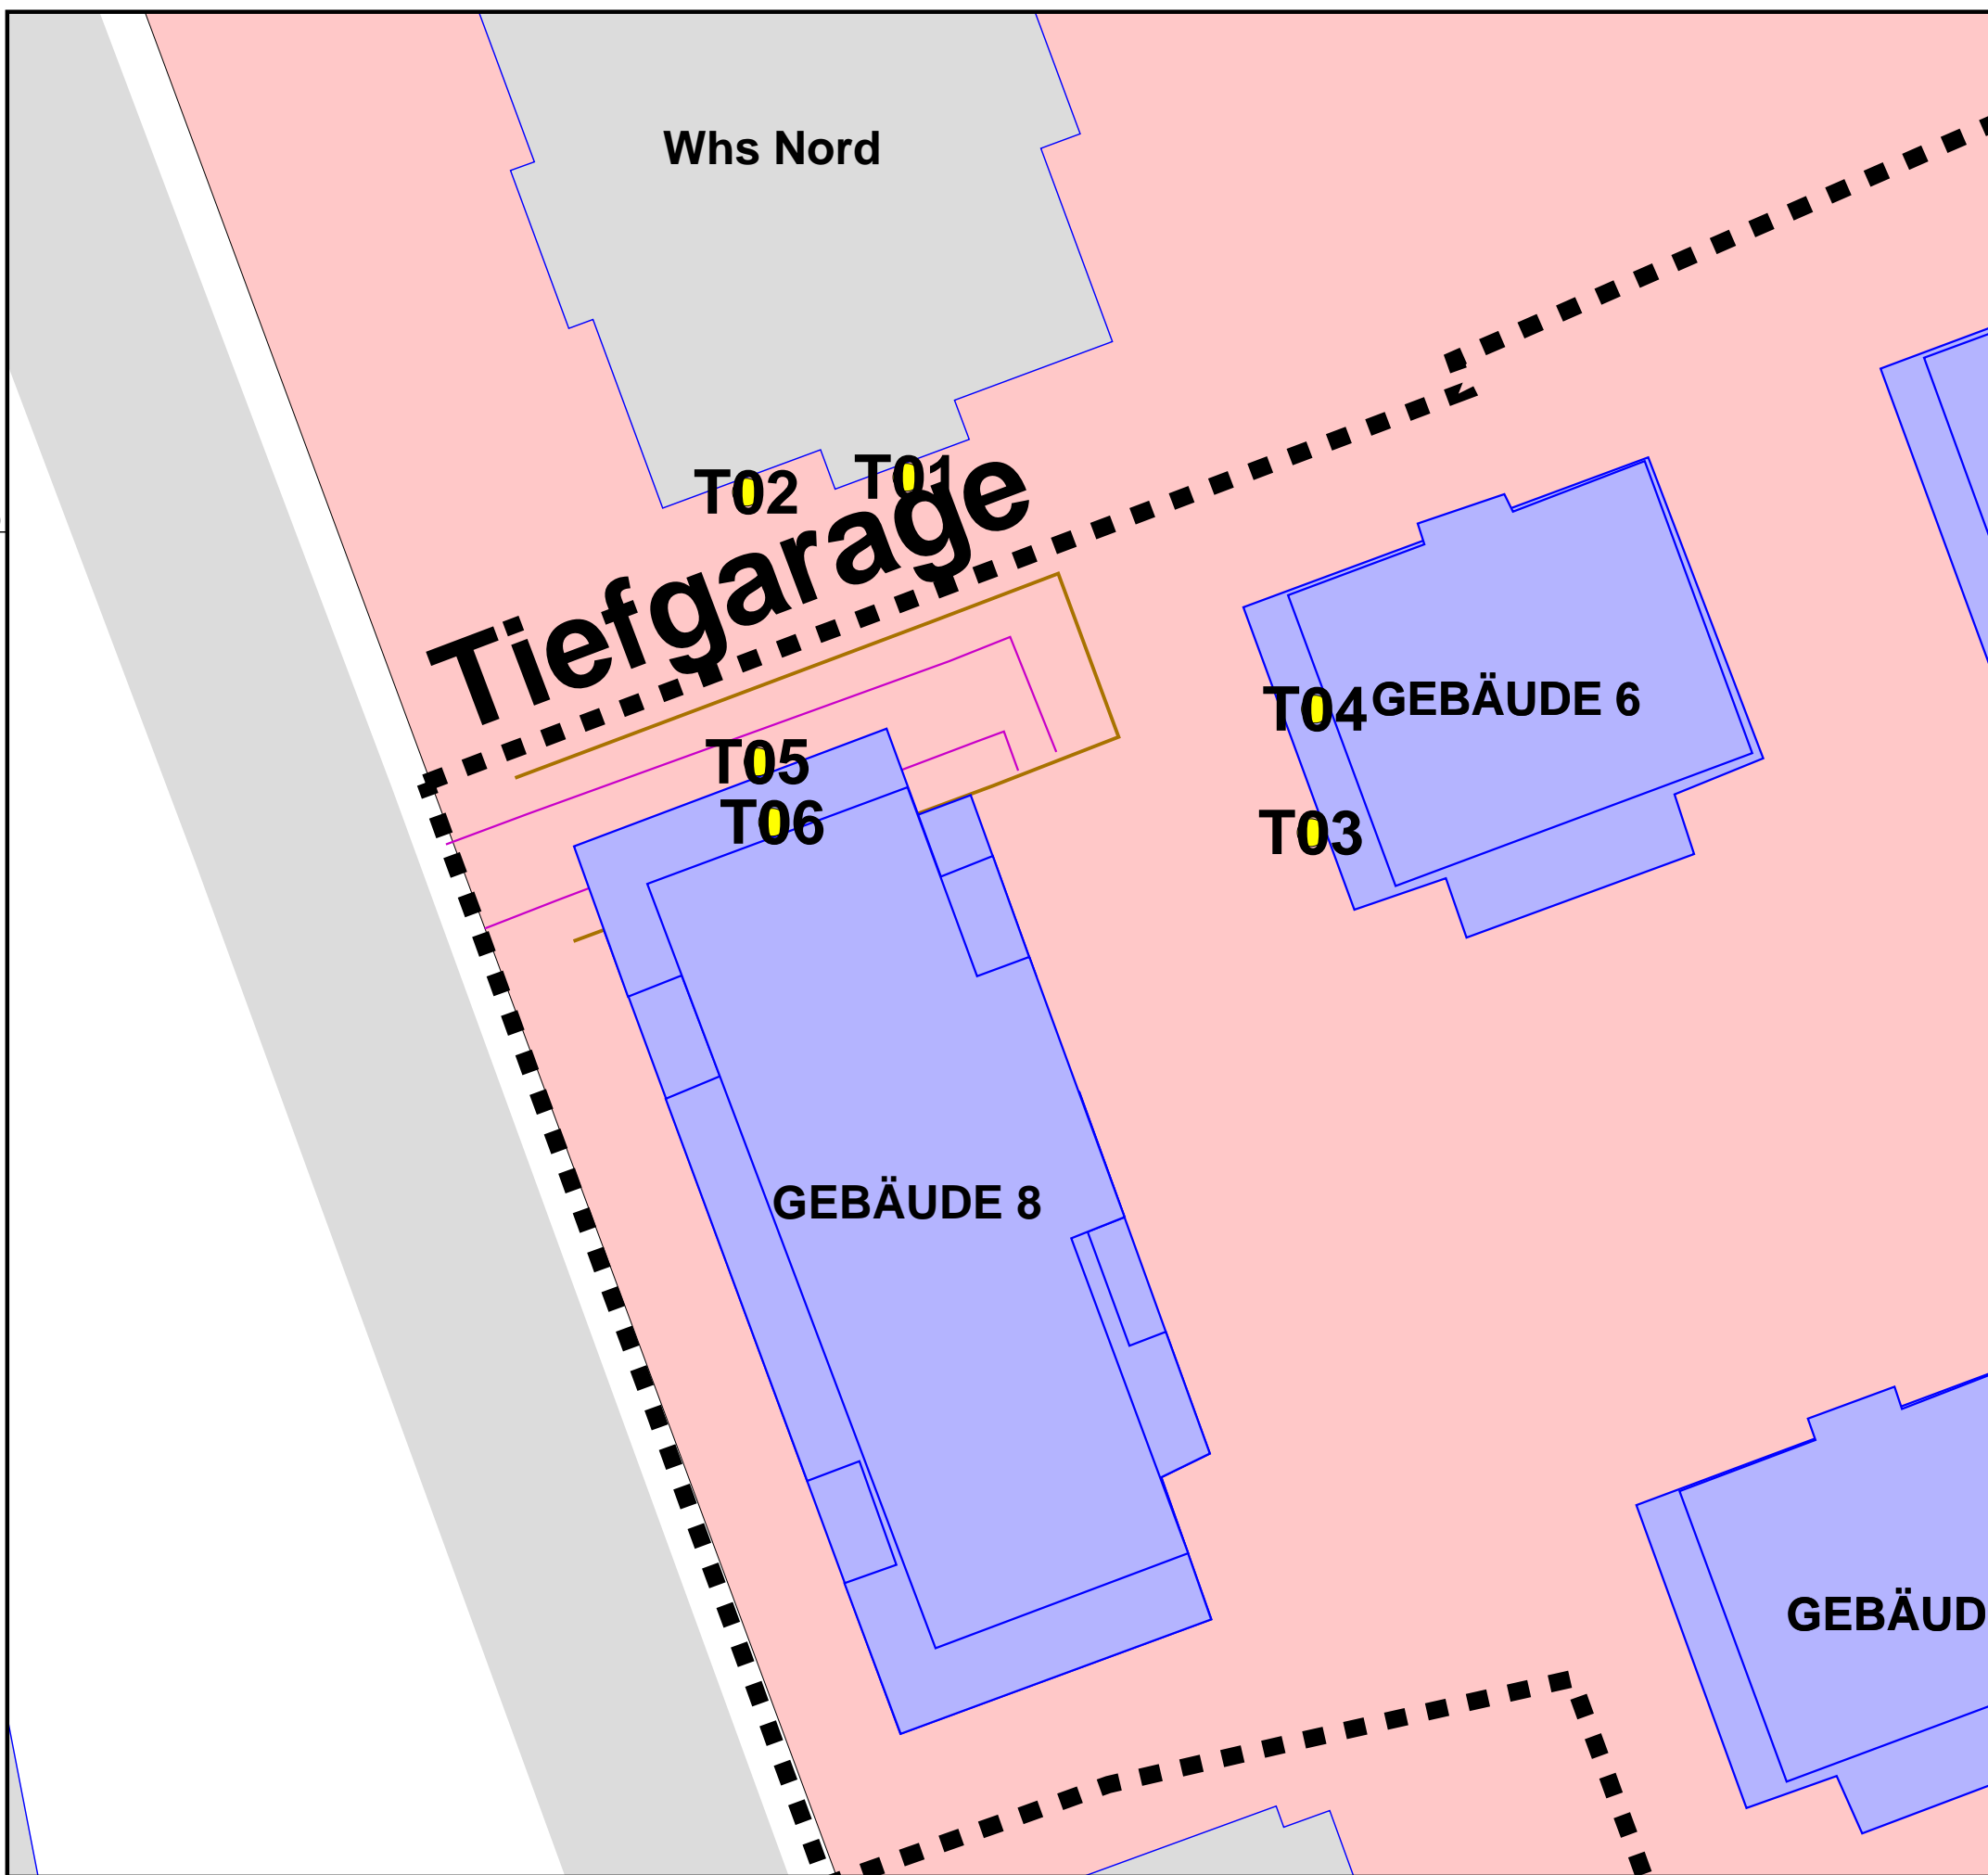 Whs Nord
T01
T02
Tiefgarage
T04
GEBÄUDE 6
T05
T06
T03
GEBÄUDE 8
GEBÄUD